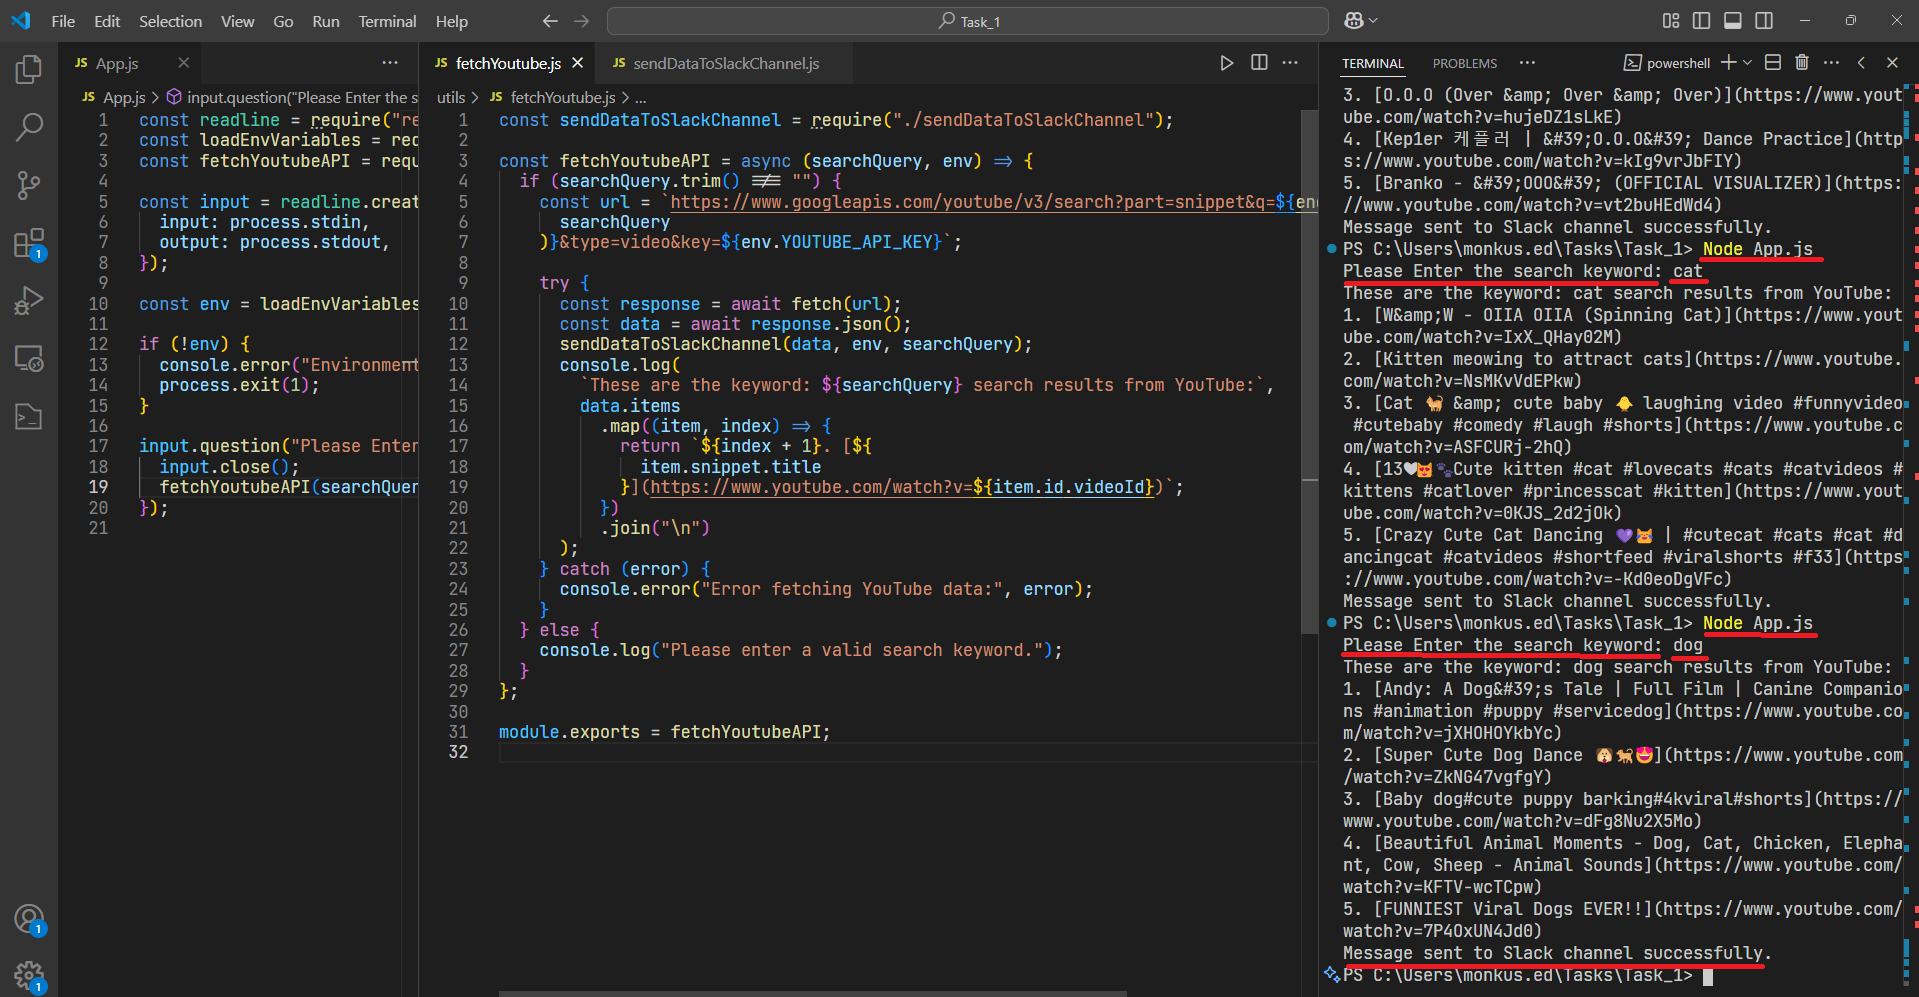 File Edit Selection View Go Run Terminal Help
Task_1
JS App.js
JS App.js > input.question("Please Enter the s
1 const readline = require("re
2 const loadEnvVariables = req
3 const fetchYoutubeAPI = requ
4
5 const input = readline.creat
6 input: process.stdin,
7 output: process.stdout,
8 });
9
10 const env = loadEnvVariables
11
12 if (!env) {
13 console.error("Environment
14 process.exit(1);
15 }
16
17 input.question("Please Enter
18 input.close();
19 fetchYoutubeAPI(searchQuer
20 });
21
JS fetchYoutube.js
JS sendDataToSlackChannel.js
utils > JS fetchYoutube.js > ...
1 const sendDataToSlackChannel = require("./sendDataToSlackChannel");
2
3 const fetchYoutubeAPI = async (searchQuery, env) => {
4 if (searchQuery.trim() !== "") {
5 const url = `https://www.googleapis.com/youtube/v3/search?part=snippet&q=${en
6 searchQuery
7 )}&type=video&key=${env.YOUTUBE_API_KEY}`;
8
9 try {
10 const response = await fetch(url);
11 const data = await response.json();
12 sendDataToSlackChannel(data, env, searchQuery);
13 console.log(
14 `These are the keyword: ${searchQuery} search results from YouTube:`,
15 data.items
16 .map((item, index) => {
17 return `${index + 1}. [${
18 item.snippet.title
19 }](https://www.youtube.com/watch?v=${item.id.videoId})`;
20 })
21 .join("\n")
22 );
23 } catch (error) {
24 console.error("Error fetching YouTube data:", error);
25 }
26 } else {
27 console.log("Please enter a valid search keyword.");
28 }
29 };
30
31 module.exports = fetchYoutubeAPI;
32
TERMINAL PROBLEMS ... powershell
3. [O.O.O (Over &amp; Over &amp; Over)](https://www.yout
ube.com/watch?v=hujeDZ1sLkE)
4. [Kep1er 케플러 | &#39;O.O.O&#39; Dance Practice](http
s://www.youtube.com/watch?v=kIg9vrJbFIY)
5. [Branko - &#39;OOO&#39; (OFFICIAL VISUALIZER)](https:
//www.youtube.com/watch?v=vt2buHEdWd4)
Message sent to Slack channel successfully.
PS C:\Users\monkus.ed\Tasks\Task_1> Node App.js
Please Enter the search keyword: cat
These are the keyword: cat search results from YouTube:
1. [W&amp;W - OIIA OIIA (Spinning Cat)](https://www.yout
ube.com/watch?v=IxX_QHay02M)
2. [Kitten meowing to attract cats](https://www.youtube.
com/watch?v=NsMKvVdEPkw)
3. [Cat 🐈 &amp; cute baby 🐥 laughing video #funnyvideo
#cutebaby #comedy #laugh #shorts](https://www.youtube.c
om/watch?v=ASFCURj-2hQ)
4. [13🤍😻🐾Cute kitten #cat #lovecats #cats #catvideos #
kittens #catlover #princesscat #kitten](https://www.yout
ube.com/watch?v=0KJS_2d2jOk)
5. [Crazy Cute Cat Dancing 💜😹 | #cutecat #cats #cat #d
ancingcat #catvideos #shortfeed #viralshorts #f33](https
://www.youtube.com/watch?v=-Kd0eoDgVFc)
Message sent to Slack channel successfully.
PS C:\Users\monkus.ed\Tasks\Task_1> Node App.js
Please Enter the search keyword: dog
These are the keyword: dog search results from YouTube:
1. [Andy: A Dog&#39;s Tale | Full Film | Canine Companio
ns #animation #puppy #servicedog](https://www.youtube.co
m/watch?v=jXHOHOYkbYc)
2. [Super Cute Dog Dance 🐶🐈😍](https://www.youtube.com
/watch?v=ZkNG47vgfgY)
3. [Baby dog#cute puppy barking#4kviral#shorts](https://
www.youtube.com/watch?v=dFg8Nu2X5Mo)
4. [Beautiful Animal Moments - Dog, Cat, Chicken, Elepha
nt, Cow, Sheep - Animal Sounds](https://www.youtube.com/
watch?v=KFTV-wcTCpw)
5. [FUNNIEST Viral Dogs EVER!!](https://www.youtube.com/
watch?v=7P4OxUN4Jd0)
Message sent to Slack channel successfully.
PS C:\Users\monkus.ed\Tasks\Task_1>
1
1
1